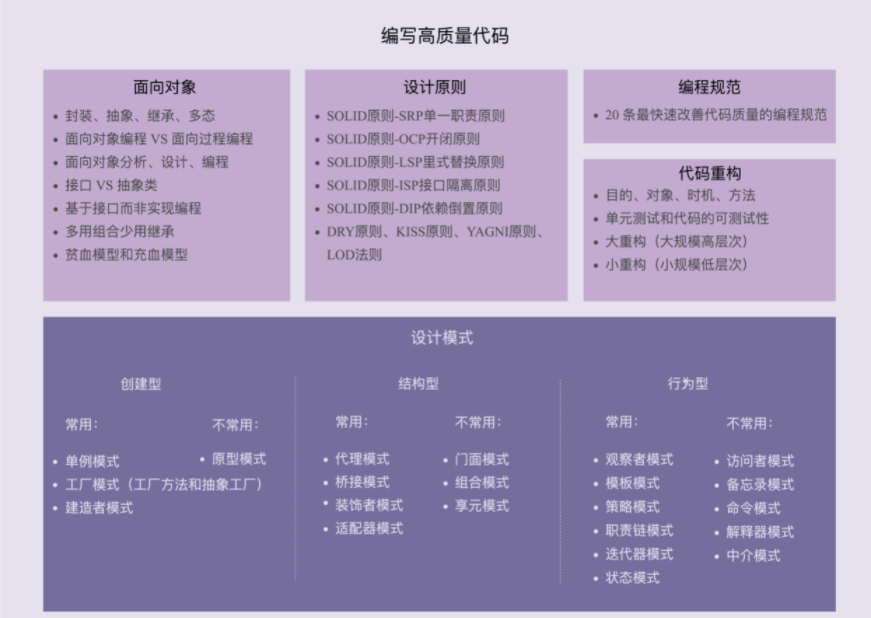 编写高质量代码
面向对象
封装、抽象、继承、多态
面向对象编程 VS 面向过程编程
面向对象分析、设计、编程
接口 VS 抽象类
基于接口而非实现编程
多用组合少用继承
贫血模型和充血模型
设计原则
SOLID原则-SRP单一职责原则
SOLID原则-OCP开闭原则
SOLID原则-LSP里式替换原则
SOLID原则-ISP接口隔离原则
SOLID原则-DIP依赖倒置原则
DRY原则、KISS原则、YAGNI原则、
LOD法则
编程规范
20 条最快速改善代码质量的编程规范
代码重构
目的、对象、时机、方法
单元测试和代码的可测试性
大重构（大规模高层次）
小重构（小规模低层次）
设计模式
创建型
常用：
单例模式
工厂模式（工厂方法和抽象工厂）
建造者模式
不常用：
原型模式
结构型
常用：
代理模式
桥接模式
装饰者模式
适配器模式
不常用：
门面模式
组合模式
享元模式
行为型
常用：
观察者模式
模板模式
策略模式
职责链模式
迭代器模式
状态模式
不常用：
访问者模式
备忘录模式
命令模式
解释器模式
中介模式